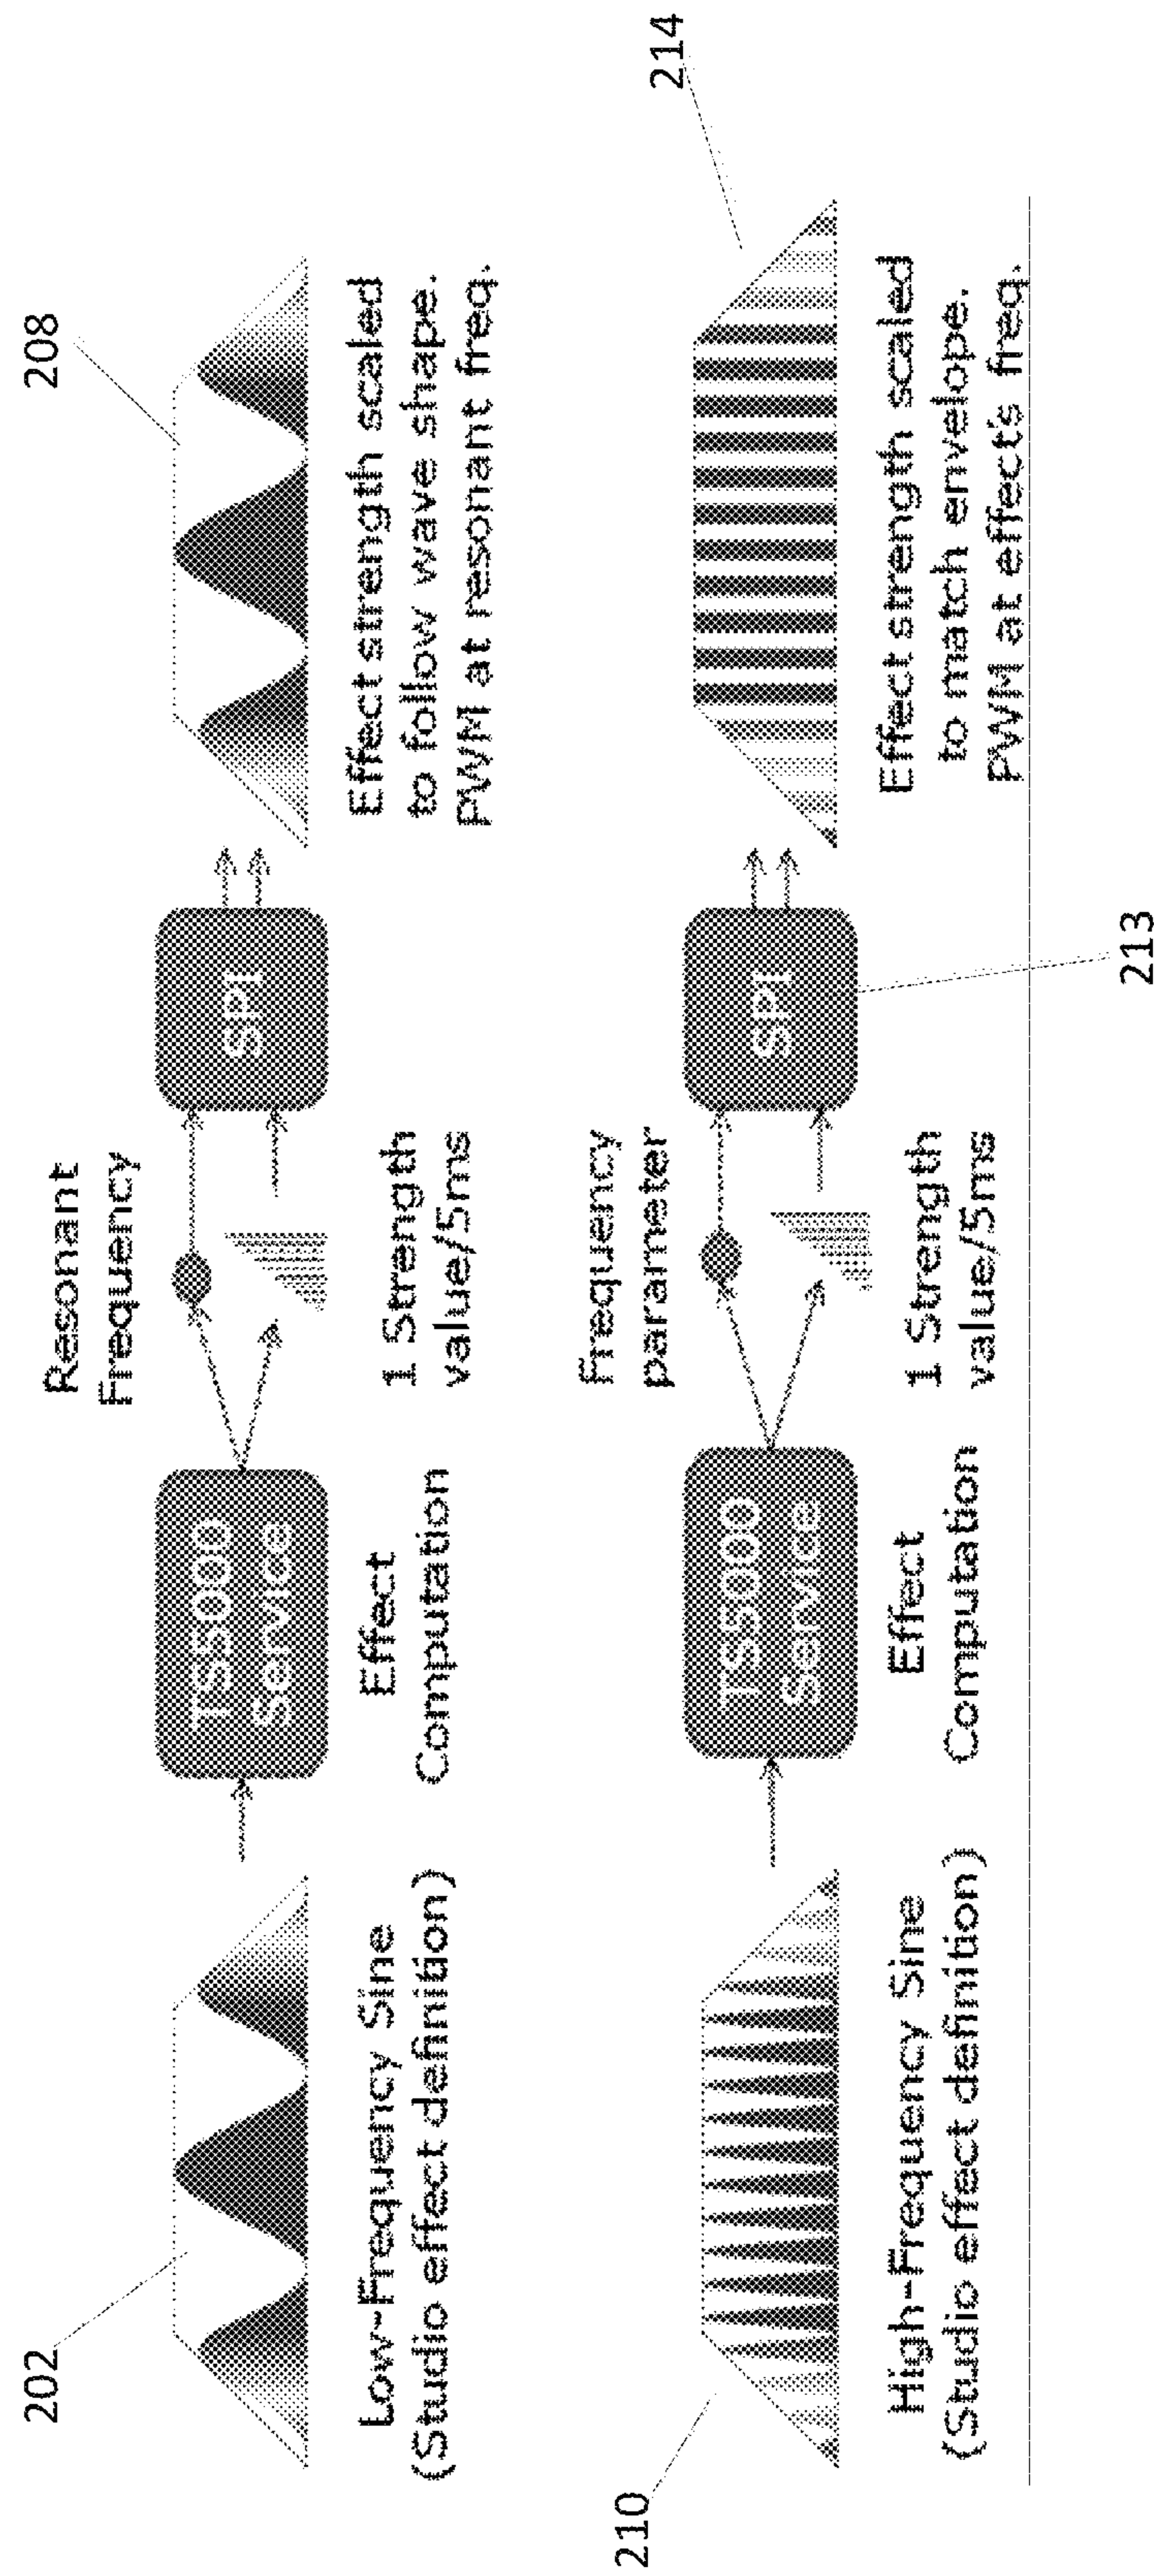 202
208
Resonant
Frequency
TS5000
Service
SPI
Low-Frequency Sine
(Studio effect definition)
Effect
Computation
1 Strength
value/5ms
Effect strength scaled
to follow wave shape.
PWM at resonant freq.
210
214
Frequency
parameter
TS5000
Service
SPI
High-Frequency Sine
(Studio effect definition)
Effect
Computation
1 Strength
value/5ms
Effect strength scaled
to match envelope.
PWM at effect's freq.
213